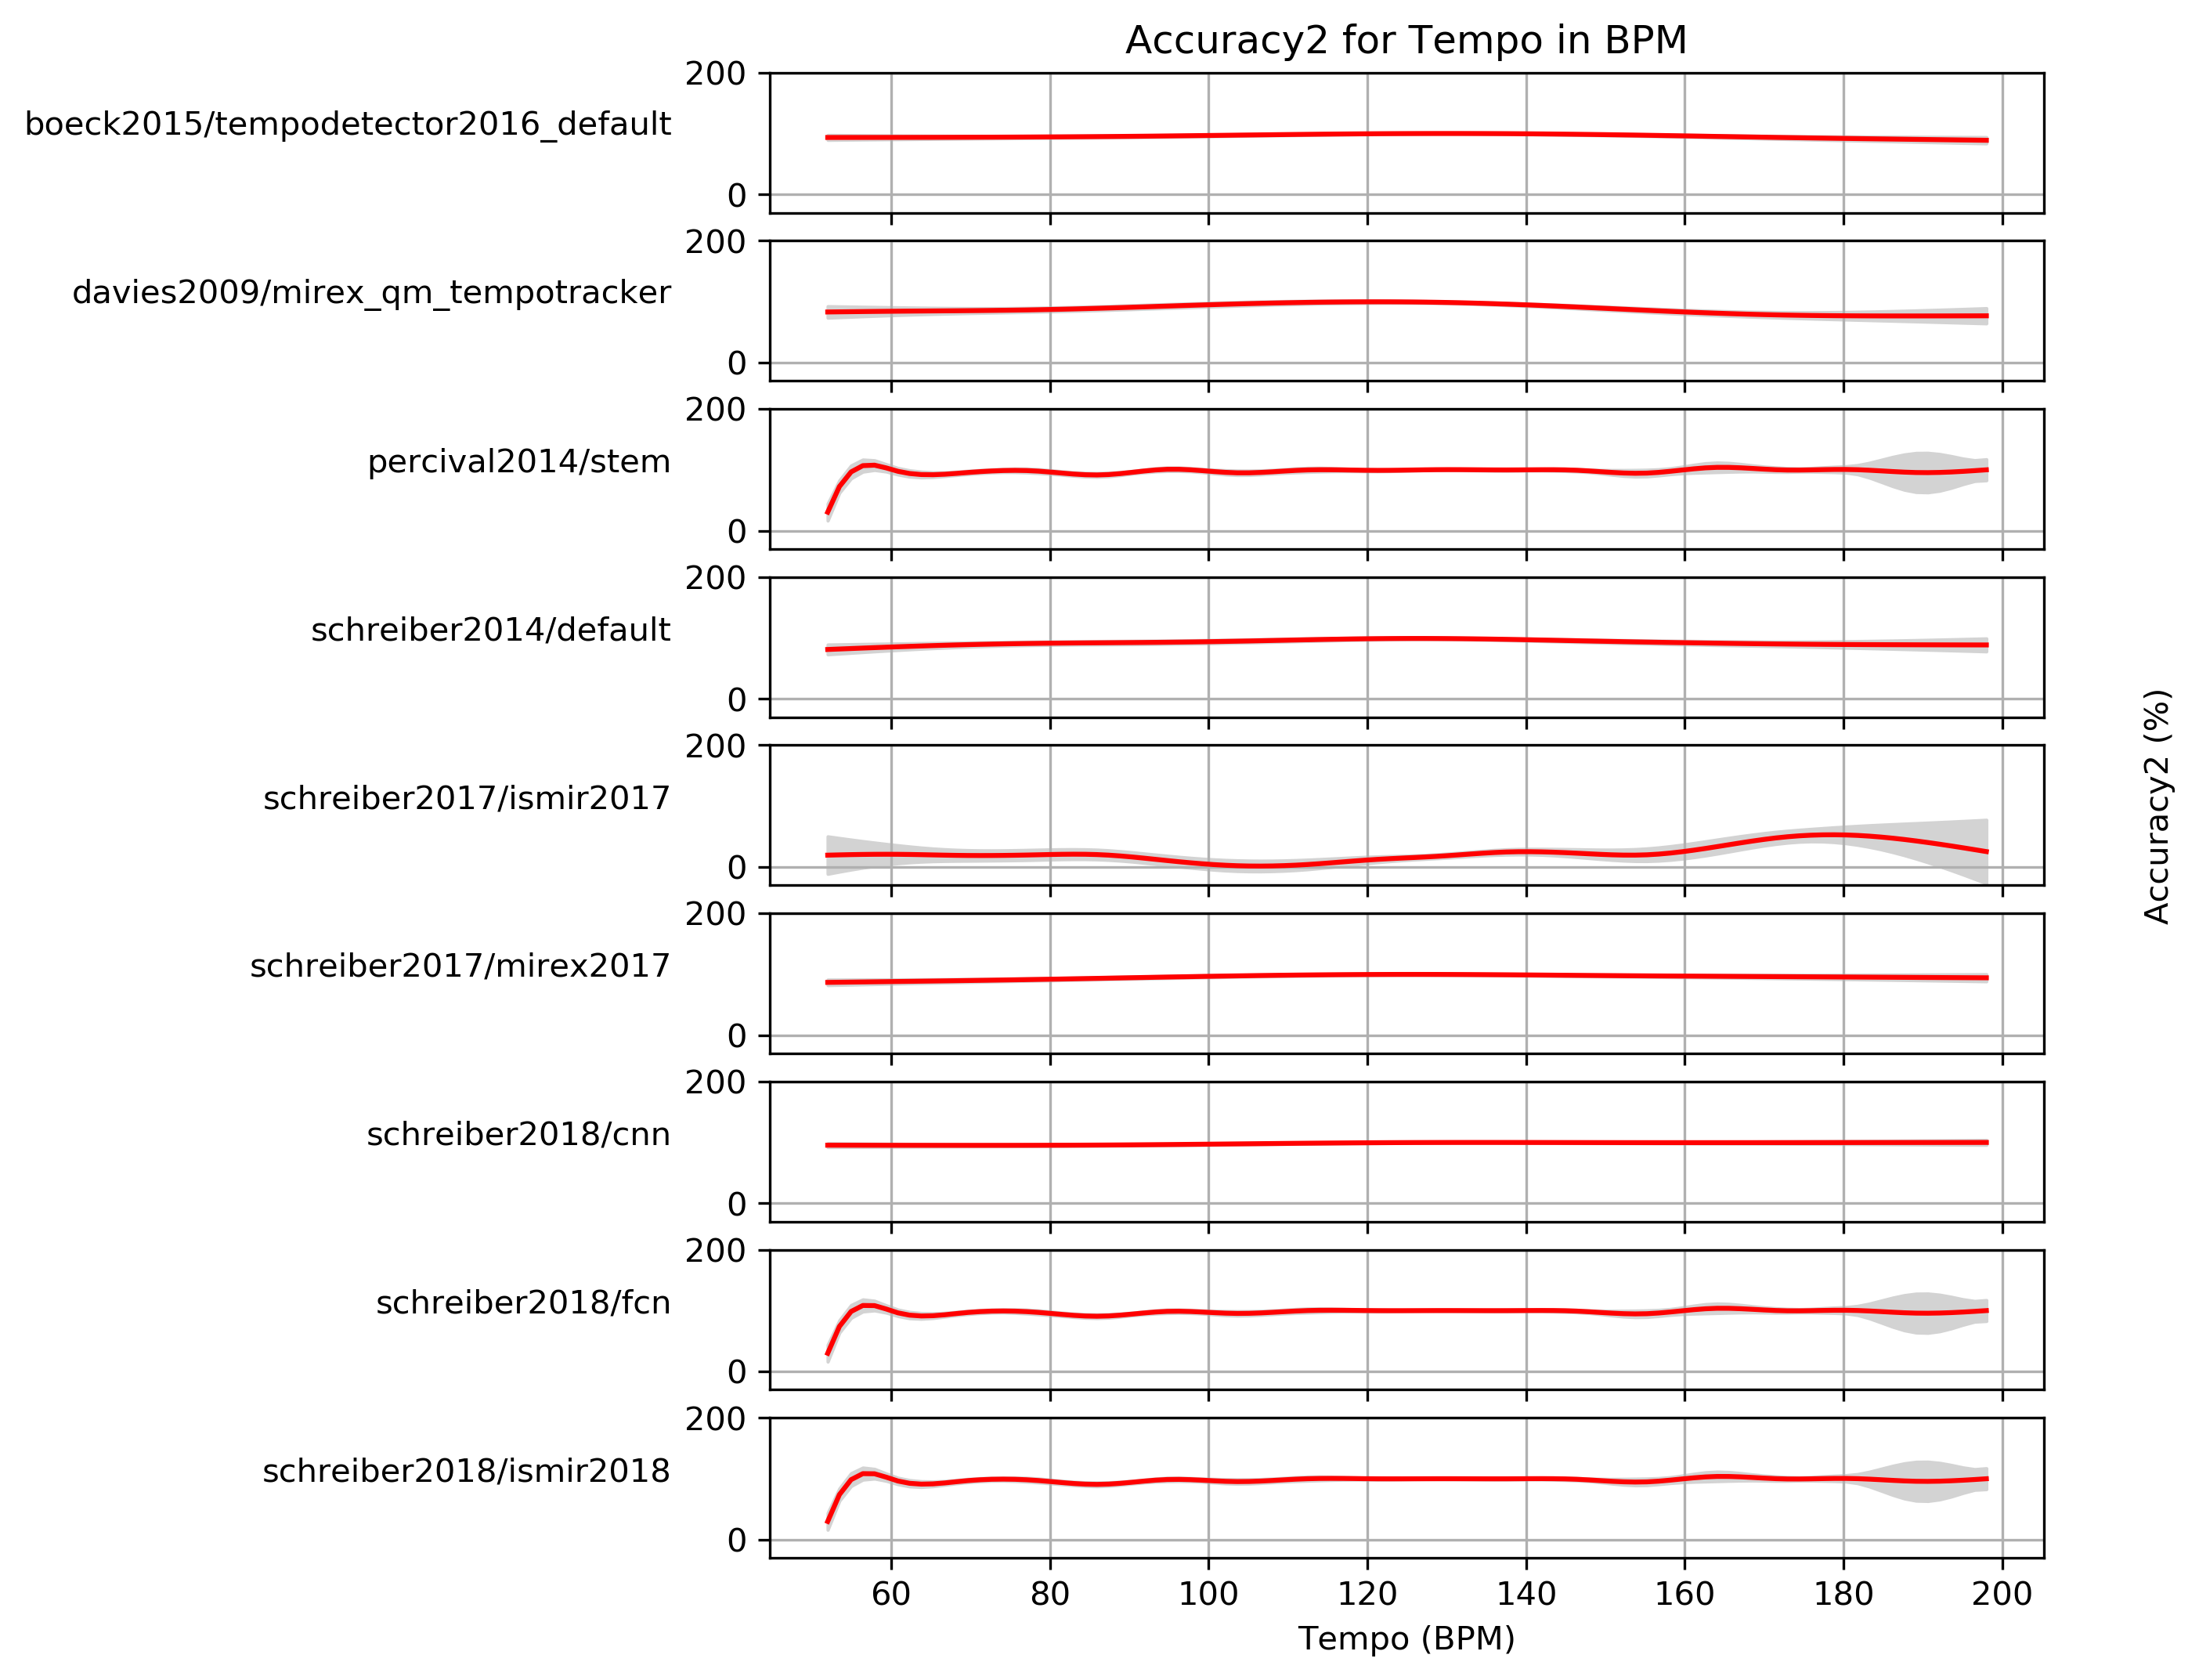 Accuracy2 for Tempo in BPM
200
boeck2015/tempodetector2016_default
0
200
davies2009/mirex_qm_tempotracker
0
200
percival2014/stem
0
200
schreiber2014/default
0
200
schreiber2017/ismir2017
0
200
schreiber2017/mirex2017
0
200
schreiber2018/cnn
0
200
schreiber2018/fcn
0
200
schreiber2018/ismir2018
0
60 80 100 120 140 160 180 200
Tempo (BPM)
Accuracy2 (%)